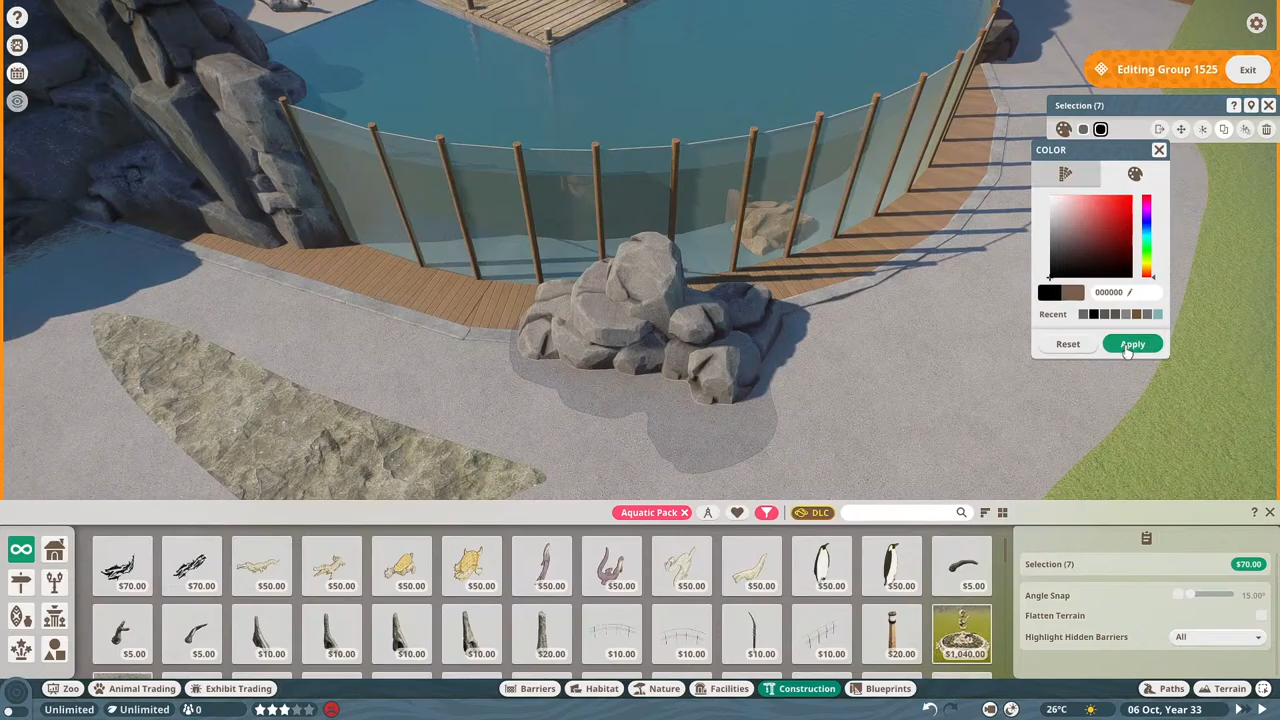 Editing Group 1525
Exit
Selection (7)
?
COLOR
000000
Recent
Reset
Apply
Aquatic Pack
DLC
?
$70.00
$70.00
$50.00
$50.00
$50.00
$50.00
$50.00
$50.00
$50.00
$50.00
$50.00
$50.00
$5.00
$5.00
$5.00
$10.00
$10.00
$10.00
$10.00
$20.00
$10.00
$10.00
$10.00
$10.00
$20.00
$1,040.00
Selection (7)
$70.00
Angle Snap
15.00°
Flatten Terrain
Highlight Hidden Barriers
All
Zoo
Animal Trading
Exhibit Trading
Barriers
Habitat
Nature
Facilities
Construction
Blueprints
Paths
Terrain
Unlimited
Unlimited
0
26°C
06 Oct, Year 33